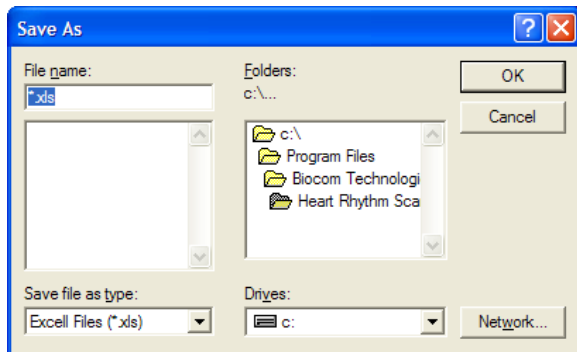 Save As
File name:
*.xls
Folders:
c:\...
OK
Cancel
c:\
Program Files
Biocom Technologi
Heart Rhythm Sca
Save file as type:
Excell Files (*.xls)
Drives:
c:
Network...